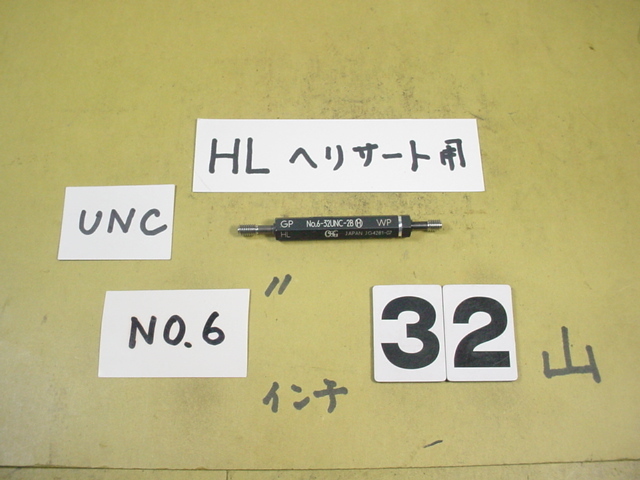 HL ヘリサート用
UNC
GP No.6-32UNC-2B Ⓗ WP
HL OSG JAPAN
NO.6
〃
32 山
インチ